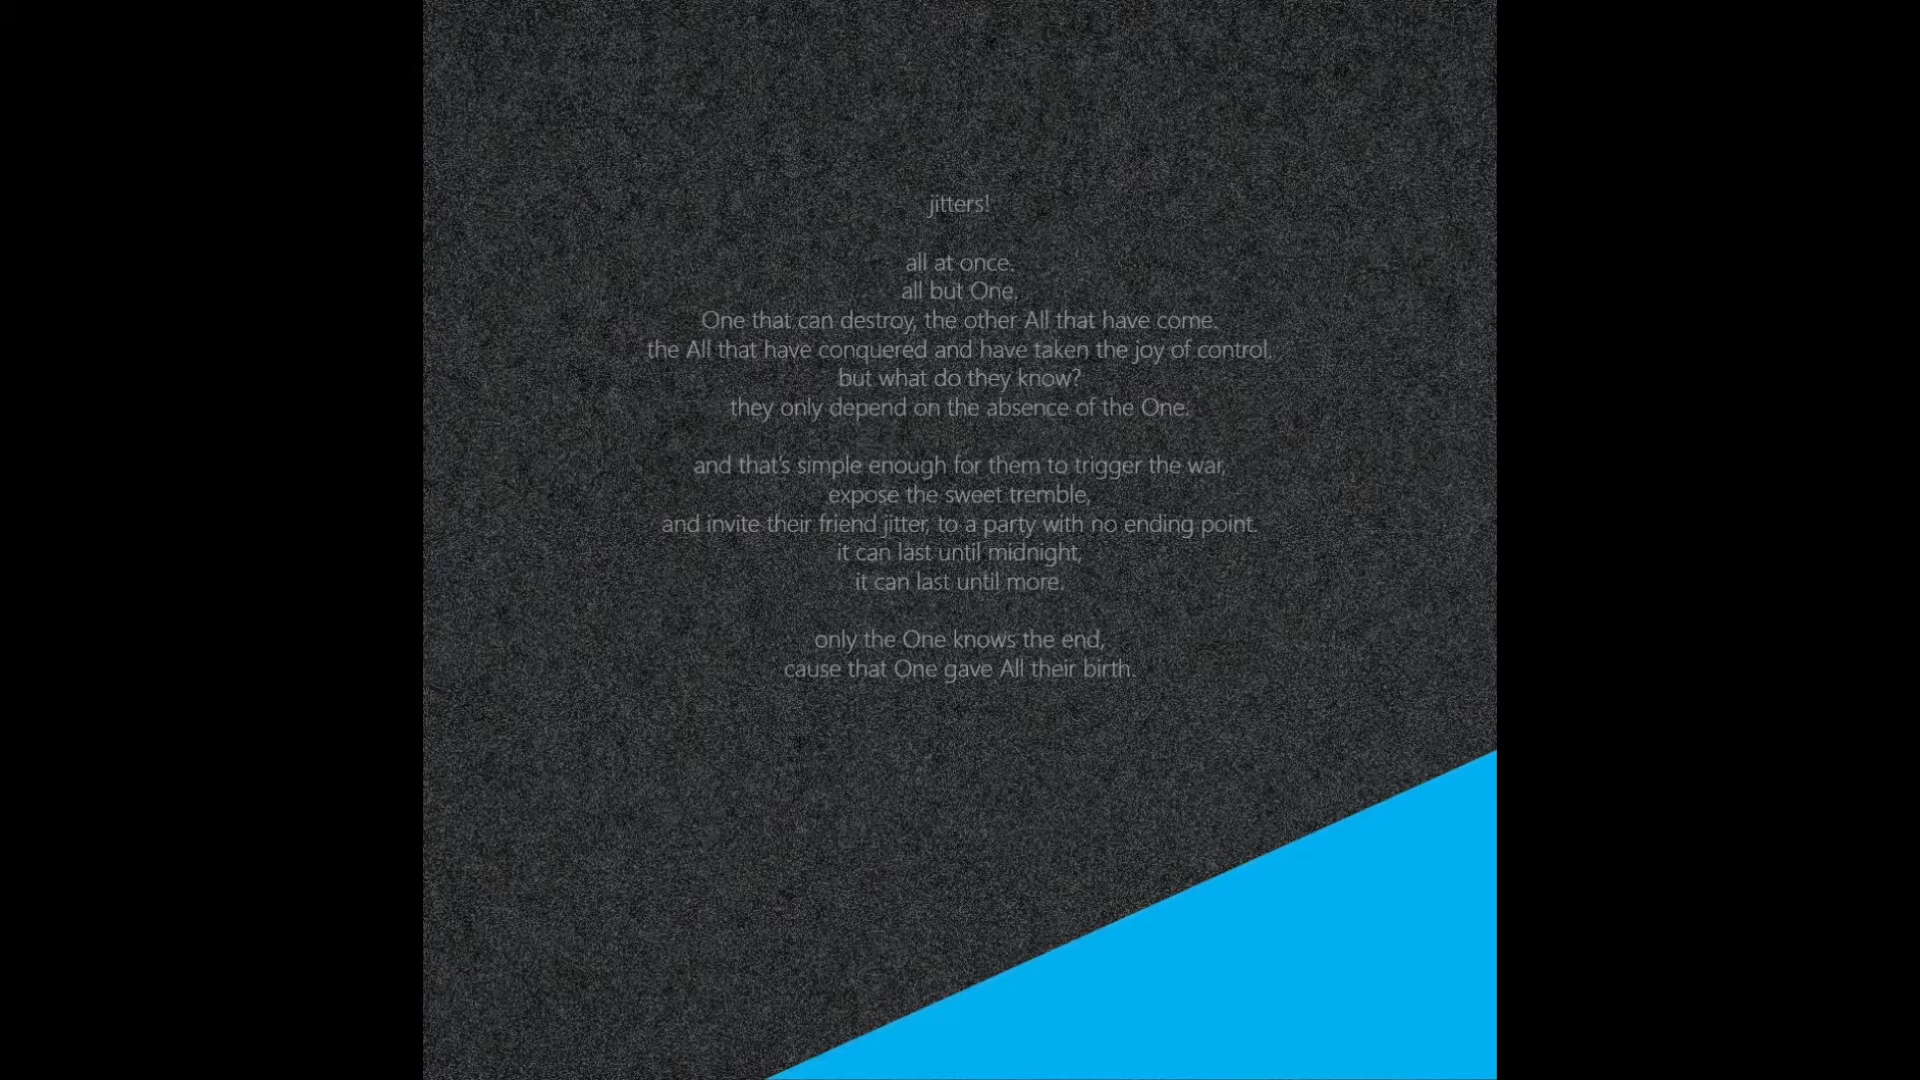 jitters!
all at once.
all but One.
One that can destroy, the other All that have come.
the All that have conquered and have taken the joy of control.
but what do they know?
they only depend on the absence of the One.
and that's simple enough for them to trigger the war,
expose the sweet tremble,
and invite their friend jitter, to a party with no ending point.
it can last until midnight,
it can last until more.
only the One knows the end,
cause that One gave All their birth.